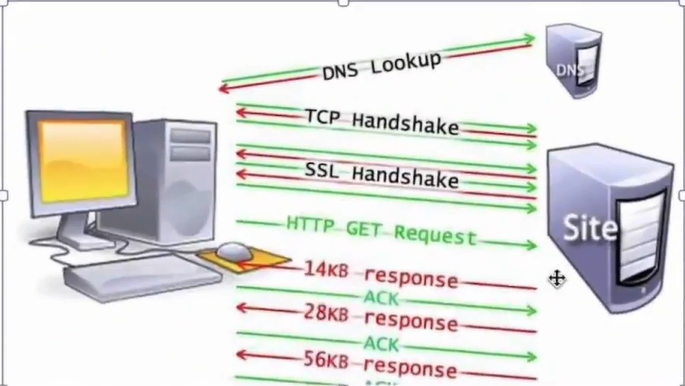 DNS Lookup
DNS
TCP Handshake
SSL Handshake
Site
HTTP GET Request
14KB response
ACK
28KB response
ACK
56KB response
ACK